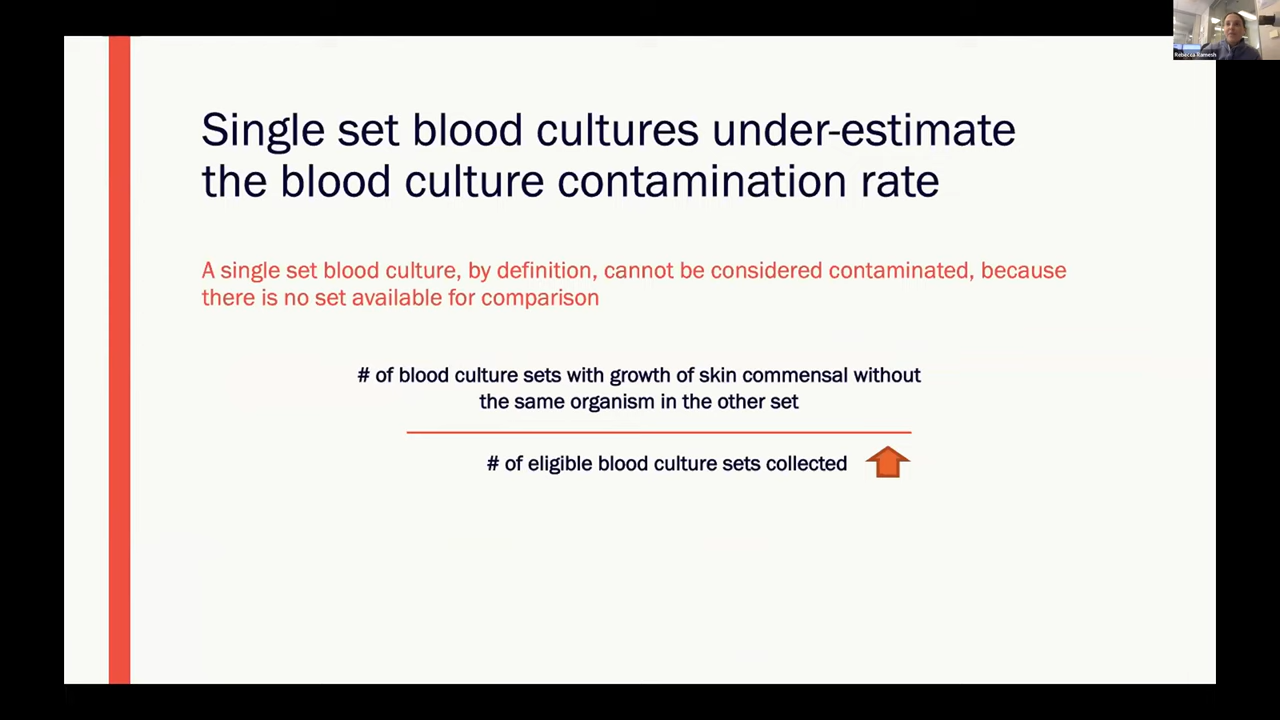 Single set blood cultures under-estimate
the blood culture contamination rate
A single set blood culture, by definition, cannot be considered contaminated, because
there is no set available for comparison
# of blood culture sets with growth of skin commensal without
the same organism in the other set
# of eligible blood culture sets collected
Rebecca Ramesh